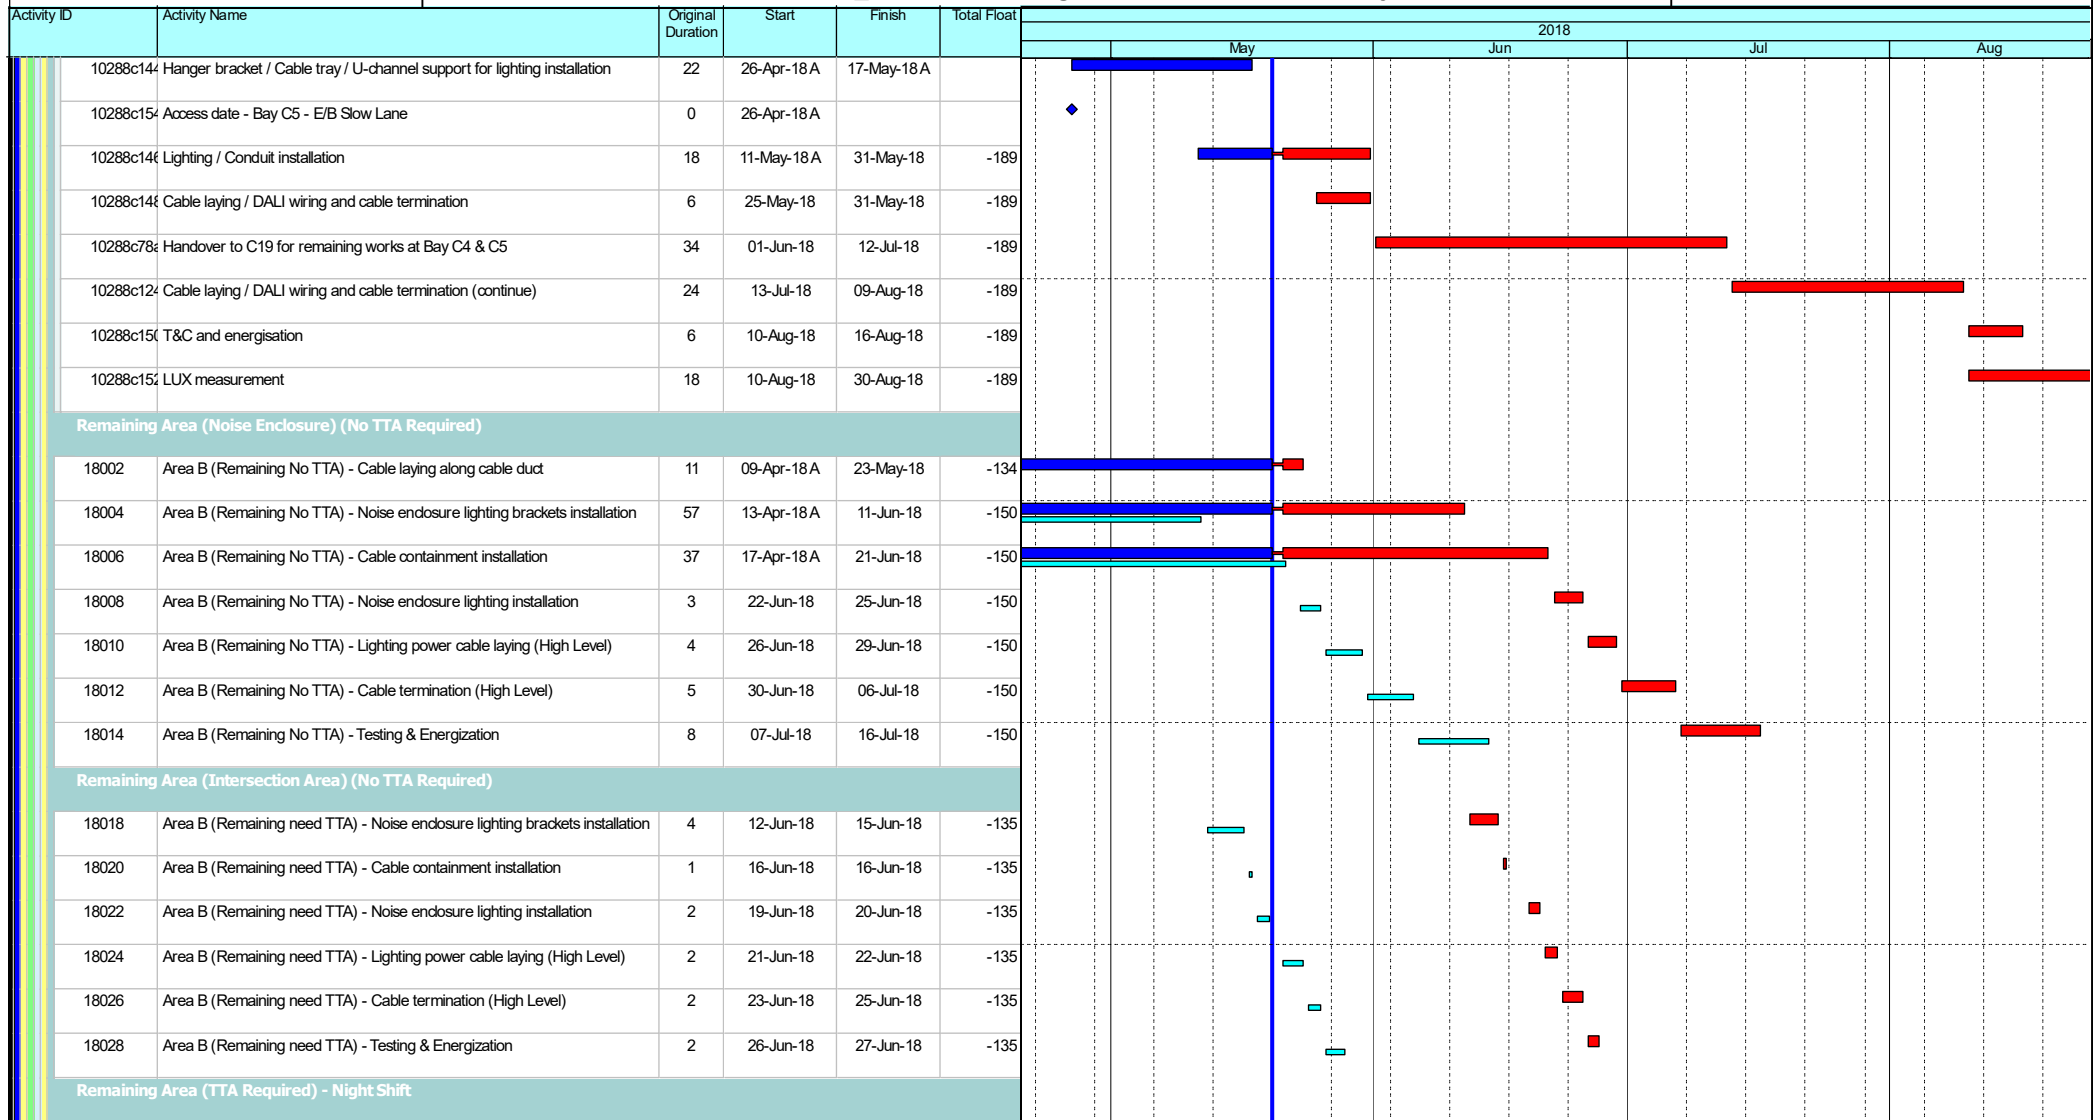 Activity ID Activity Name Original Duration Start Finish Total Float
2018
May Jun Jul Aug
10288c144 Hanger bracket / Cable tray / U-channel support for lighting installation 22 26-Apr-18 A 17-May-18 A
10288c154 Access date - Bay C5 - E/B Slow Lane 0 26-Apr-18 A
10288c146 Lighting / Conduit installation 18 11-May-18 A 31-May-18 -189
10288c148 Cable laying / DALI wiring and cable termination 6 25-May-18 31-May-18 -189
10288c78a Handover to C19 for remaining works at Bay C4 & C5 34 01-Jun-18 12-Jul-18 -189
10288c124 Cable laying / DALI wiring and cable termination (continue) 24 13-Jul-18 09-Aug-18 -189
10288c150 T&C and energisation 6 10-Aug-18 16-Aug-18 -189
10288c152 LUX measurement 18 10-Aug-18 30-Aug-18 -189
Remaining Area (Noise Enclosure) (No TTA Required)
18002 Area B (Remaining No TTA) - Cable laying along cable duct 11 09-Apr-18 A 23-May-18 -134
18004 Area B (Remaining No TTA) - Noise enclosure lighting brackets installation 57 13-Apr-18 A 11-Jun-18 -150
18006 Area B (Remaining No TTA) - Cable containment installation 37 17-Apr-18 A 21-Jun-18 -150
18008 Area B (Remaining No TTA) - Noise enclosure lighting installation 3 22-Jun-18 25-Jun-18 -150
18010 Area B (Remaining No TTA) - Lighting power cable laying (High Level) 4 26-Jun-18 29-Jun-18 -150
18012 Area B (Remaining No TTA) - Cable termination (High Level) 5 30-Jun-18 06-Jul-18 -150
18014 Area B (Remaining No TTA) - Testing & Energization 8 07-Jul-18 16-Jul-18 -150
Remaining Area (Intersection Area) (No TTA Required)
18018 Area B (Remaining need TTA) - Noise enclosure lighting brackets installation 4 12-Jun-18 15-Jun-18 -135
18020 Area B (Remaining need TTA) - Cable containment installation 1 16-Jun-18 16-Jun-18 -135
18022 Area B (Remaining need TTA) - Noise enclosure lighting installation 2 19-Jun-18 20-Jun-18 -135
18024 Area B (Remaining need TTA) - Lighting power cable laying (High Level) 2 21-Jun-18 22-Jun-18 -135
18026 Area B (Remaining need TTA) - Cable termination (High Level) 2 23-Jun-18 25-Jun-18 -135
18028 Area B (Remaining need TTA) - Testing & Energization 2 26-Jun-18 27-Jun-18 -135
Remaining Area (TTA Required) - Night Shift